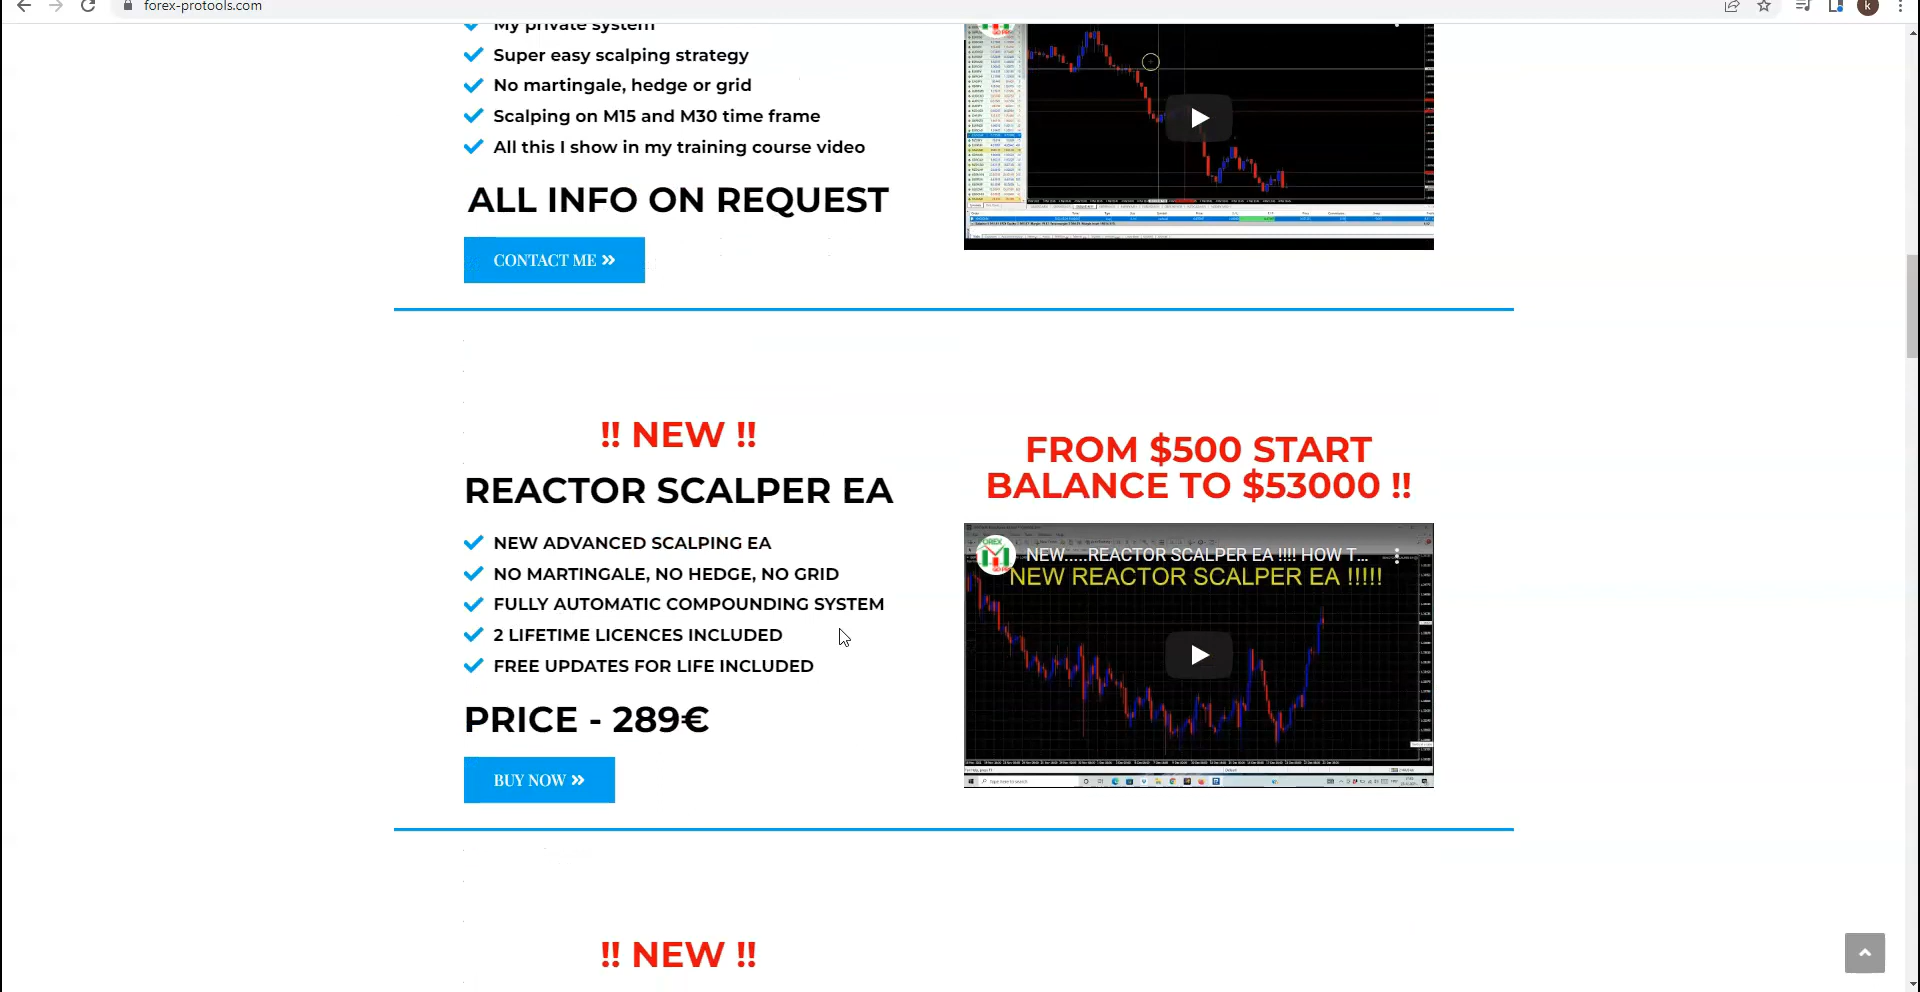 forex-protools.com
k
My private system
Super easy scalping strategy
No martingale, hedge or grid
Scalping on M15 and M30 time frame
All this I show in my training course video
ALL INFO ON REQUEST
CONTACT ME »
!! NEW !!
REACTOR SCALPER EA
NEW ADVANCED SCALPING EA
NO MARTINGALE, NO HEDGE, NO GRID
FULLY AUTOMATIC COMPOUNDING SYSTEM
2 LIFETIME LICENCES INCLUDED
FREE UPDATES FOR LIFE INCLUDED
PRICE - 289€
BUY NOW »
FROM $500 START
BALANCE TO $53000 !!
FOREX
NEW.....REACTOR SCALPER EA !!!! HOW T...
NEW REACTOR SCALPER EA !!!!!
!! NEW !!